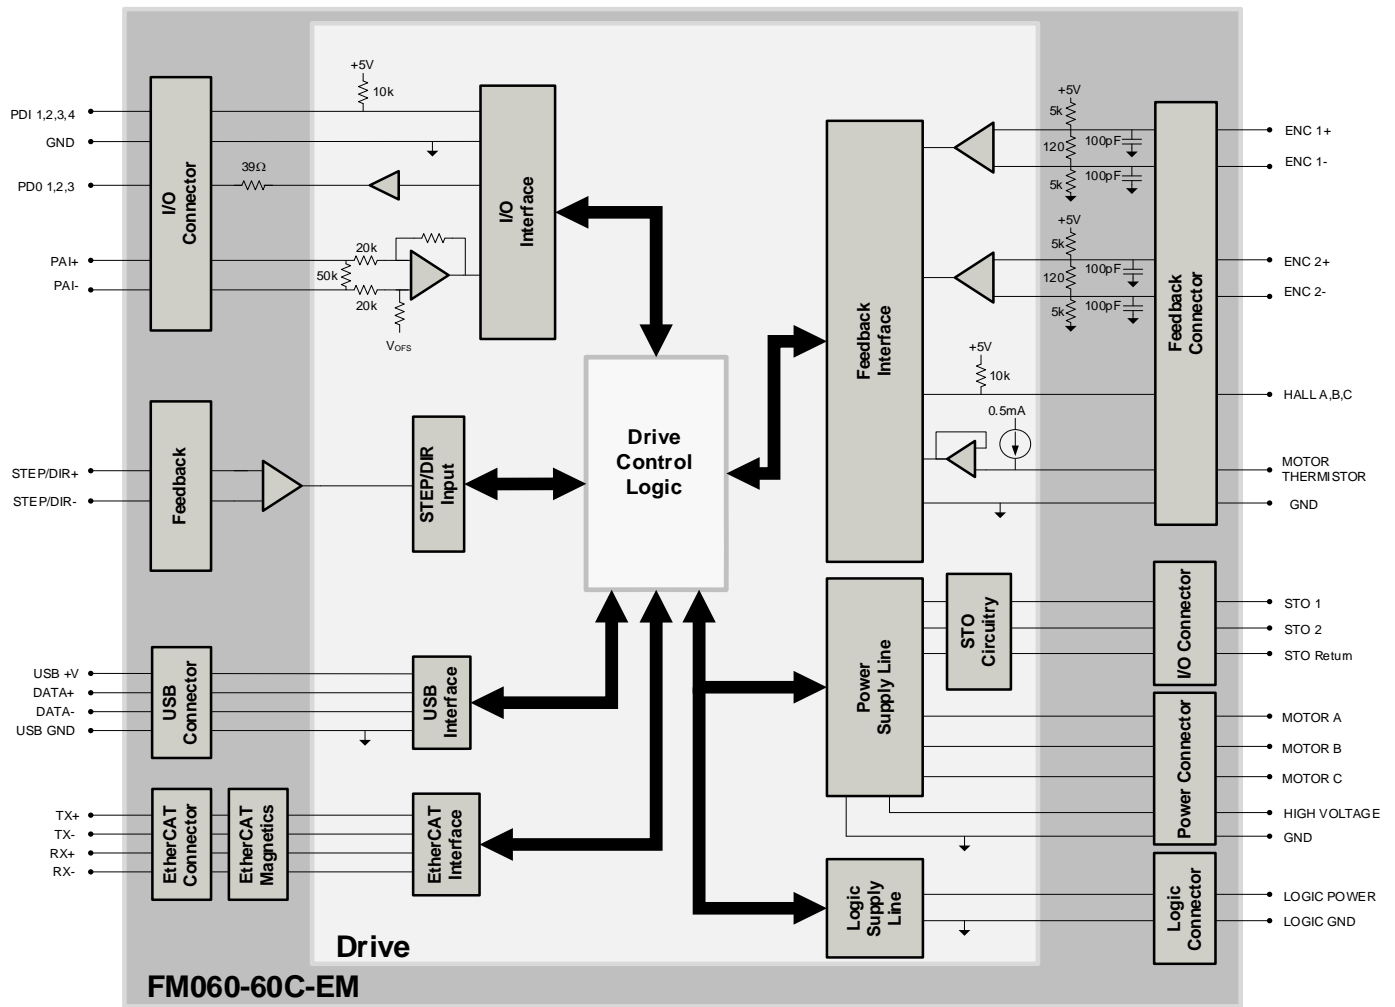 PDI 1,2,3,4
GND
PD0 1,2,3
PAI+
PAI-
I/O
Connector
+5V
10k
39Ω
20k
50k
20k
VOFS
I/O
Interface
STEP/DIR+
STEP/DIR-
Feedback
STEP/DIR
Input
USB +V
DATA+
DATA-
USB GND
USB
Connector
USB
Interface
TX+
TX-
RX+
RX-
EtherCAT
Connector
EtherCAT
Magnetics
EtherCAT
Interface
Drive
Control
Logic
Feedback
Interface
+5V
5k
120
5k
100pF
100pF
+5V
5k
120
5k
100pF
100pF
+5V
10k
0.5mA
Feedback
Connector
ENC 1+
ENC 1-
ENC 2+
ENC 2-
HALL A,B,C
MOTOR
THERMISTOR
GND
Power
Supply Line
STO
Circuitry
I/O Connector
STO 1
STO 2
STO Return
Power Connector
MOTOR A
MOTOR B
MOTOR C
HIGH VOLTAGE
GND
Logic
Supply
Line
Logic
Connector
LOGIC POWER
LOGIC GND
Drive
FM060-60C-EM